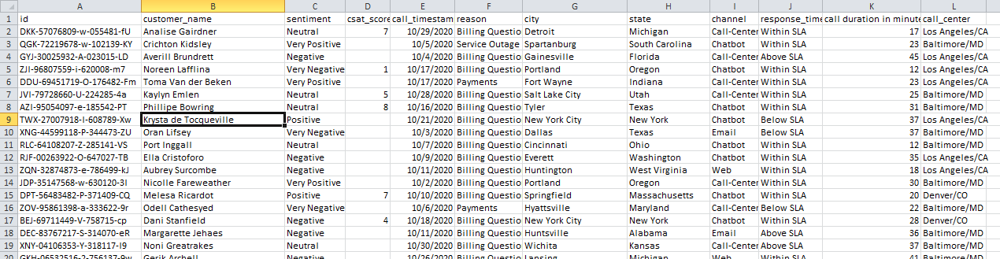 A B C D E F G H I J K L
1 id customer_name sentiment csat_score call_timestam reason city state channel response_time call duration in minute call_center
2 DKK-57076809-w-055481-fU Analise Gairdner Neutral 7 10/29/2020 Billing Questio Detroit Michigan Call-Center Within SLA 17 Los Angeles/CA
3 QGK-72219678-w-102139-KY Crichton Kidsley Very Positive 10/5/2020 Service Outage Spartanburg South Carolina Chatbot Within SLA 23 Baltimore/MD
4 GYJ-30025932-A-023015-LD Averill Brundrett Negative 10/4/2020 Billing Questio Gainesville Florida Call-Center Above SLA 45 Los Angeles/CA
5 ZJI-96807559-i-620008-m7 Noreen Lafflina Very Negative 1 10/17/2020 Billing Questio Portland Oregon Chatbot Within SLA 12 Los Angeles/CA
6 DDU-69451719-O-176482-Fm Toma Van der Beken Very Positive 10/17/2020 Payments Fort Wayne Indiana Call-Center Within SLA 23 Los Angeles/CA
7 JVI-79728660-U-224285-4a Kaylyn Emlen Neutral 5 10/28/2020 Billing Questio Salt Lake City Utah Call-Center Within SLA 25 Baltimore/MD
8 AZI-95054097-e-185542-PT Phillipe Bowring Neutral 8 10/16/2020 Billing Questio Tyler Texas Chatbot Within SLA 31 Baltimore/MD
9 TWX-27007918-I-608789-Xw Krysta de Tocqueville Positive 10/21/2020 Billing Questio New York City New York Chatbot Below SLA 37 Los Angeles/CA
10 XNG-44599118-P-344473-ZU Oran Lifsey Very Negative 10/3/2020 Billing Questio Dallas Texas Email Below SLA 37 Baltimore/MD
11 RLC-64108207-Z-285141-VS Port Inggall Neutral 10/7/2020 Billing Questio Cincinnati Ohio Chatbot Within SLA 12 Baltimore/MD
12 RJF-00263922-O-647027-TB Ella Cristoforo Negative 10/9/2020 Billing Questio Everett Washington Chatbot Within SLA 35 Los Angeles/CA
13 ZQN-32874873-e-786499-kJ Aubrey Surcombe Negative 10/11/2020 Billing Questio Huntington West Virginia Web Within SLA 18 Los Angeles/CA
14 JDP-35147568-w-630120-3I Nicolle Fareweather Very Positive 10/2/2020 Billing Questio Portland Oregon Call-Center Within SLA 30 Baltimore/MD
15 DPT-56483482-P-371409-CQ Melesa Ricardot Positive 7 10/10/2020 Billing Questio Springfield Massachusetts Chatbot Within SLA 20 Denver/CO
16 ZOV-95861398-a-333622-9r Odell Cathesyed Very Negative 10/6/2020 Payments Hyattsville Maryland Call-Center Below SLA 22 Baltimore/MD
17 BEJ-69711449-V-758715-cp Dani Stanfield Negative 4 10/18/2020 Billing Questio New York City New York Chatbot Within SLA 28 Denver/CO
18 DEC-83767217-S-314070-eR Margarette Jehaes Negative 10/11/2020 Billing Questio Huntsville Alabama Email Above SLA 36 Baltimore/MD
19 XNY-04106353-Y-318117-I9 Noni Greatrakes Neutral 10/30/2020 Billing Questio Wichita Kansas Call-Center Above SLA 37 Baltimore/MD
20 GKH-06532516-2-756137-9w Gerik Archell Negative 10/26/2020 Billing Questio Lansing Michigan Web Within SLA 41 Baltimore/MD